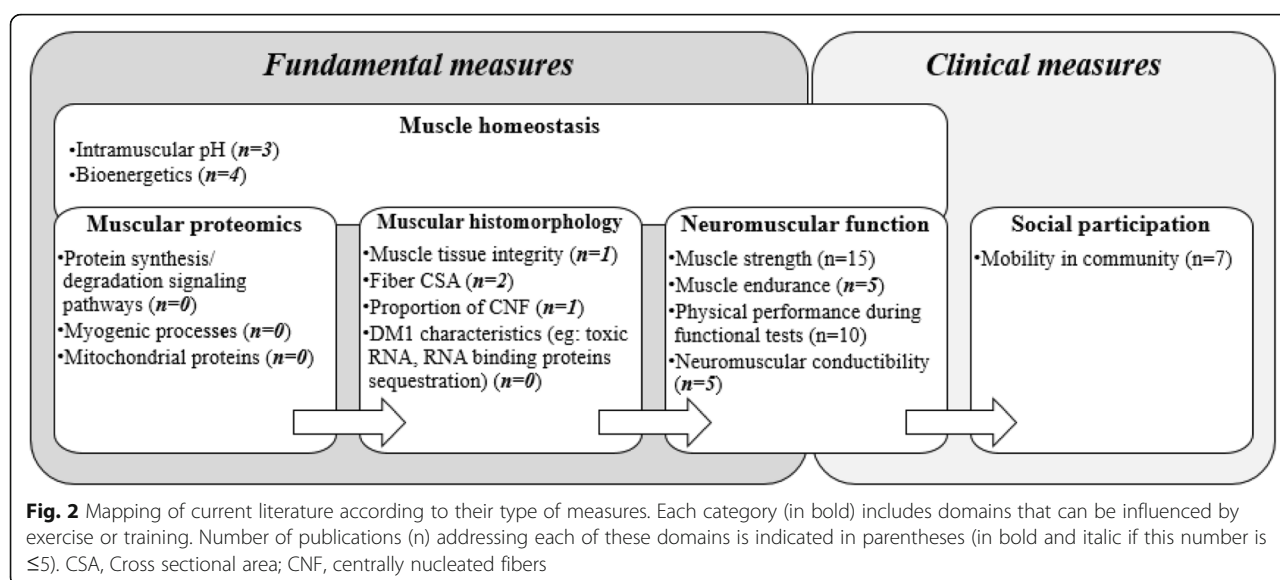 Fundamental measures
Clinical measures
Muscle homeostasis
•Intramuscular pH (n=3)
•Bioenergetics (n=4)
Muscular proteomics
•Protein synthesis/
degradation signaling
pathways (n=0)
•Myogenic processes (n=0)
•Mitochondrial proteins (n=0)
Muscular histomorphology
•Muscle tissue integrity (n=1)
•Fiber CSA (n=2)
•Proportion of CNF (n=1)
•DM1 characteristics (eg: toxic
RNA, RNA binding proteins
sequestration) (n=0)
Neuromuscular function
•Muscle strength (n=15)
•Muscle endurance (n=5)
•Physical performance during
functional tests (n=10)
•Neuromuscular conductibility
(n=5)
Social participation
•Mobility in community (n=7)
Fig. 2 Mapping of current literature according to their type of measures. Each category (in bold) includes domains that can be influenced by
exercise or training. Number of publications (n) addressing each of these domains is indicated in parentheses (in bold and italic if this number is
≤5). CSA, Cross sectional area; CNF, centrally nucleated fibers